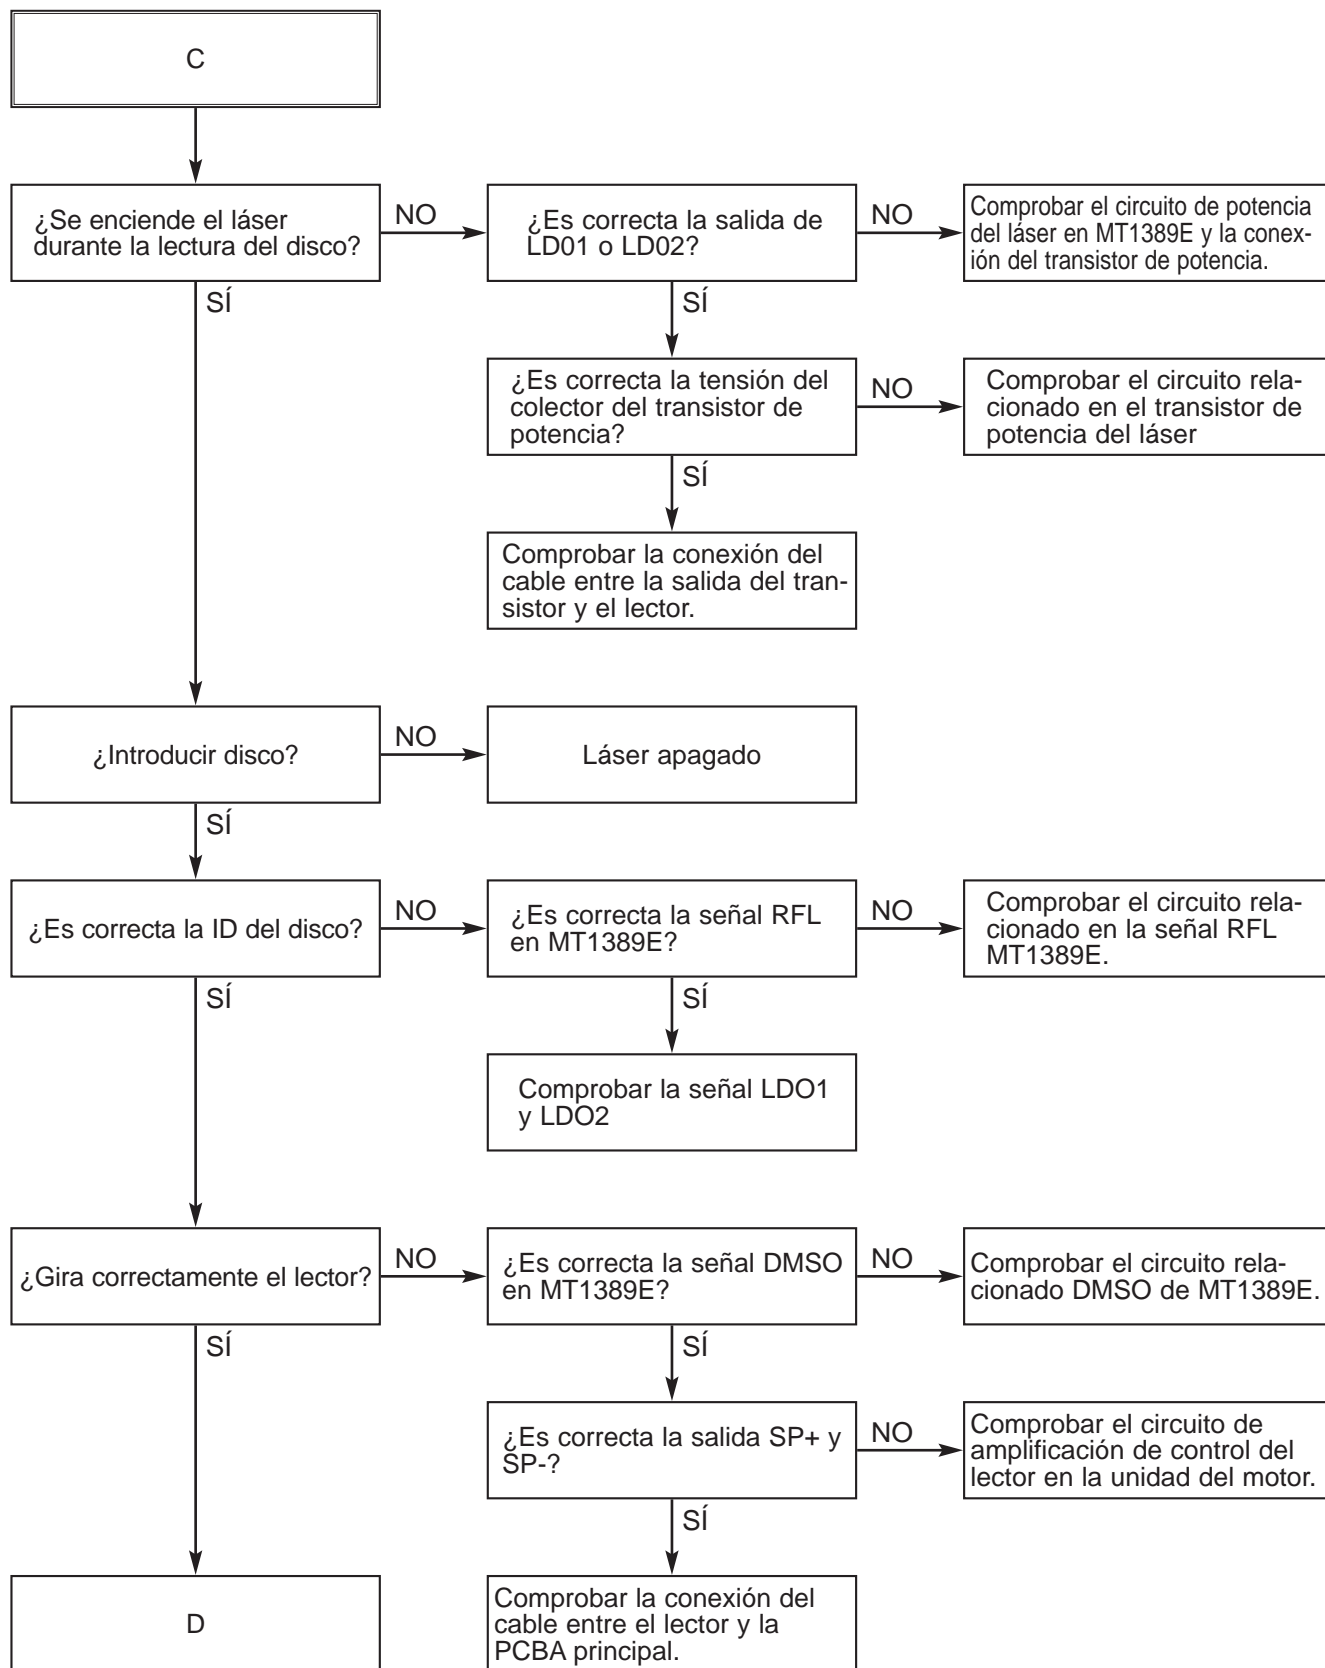 C
¿Se enciende el láser
durante la lectura del disco?
NO
¿Es correcta la salida de
LD01 o LD02?
NO
Comprobar el circuito de potencia
del láser en MT1389E y la conex-
ión del transistor de potencia.
SÍ
SÍ
¿Es correcta la tensión del
colector del transistor de
potencia?
NO
Comprobar el circuito rela-
cionado en el transistor de
potencia del láser
SÍ
Comprobar la conexión del
cable entre la salida del tran-
sistor y el lector.
¿Introducir disco?
NO
Láser apagado
SÍ
¿Es correcta la ID del disco?
NO
¿Es correcta la señal RFL
en MT1389E?
NO
Comprobar el circuito rela-
cionado en la señal RFL
MT1389E.
SÍ
SÍ
Comprobar la señal LDO1
y LDO2
¿Gira correctamente el lector?
NO
¿Es correcta la señal DMSO
en MT1389E?
NO
Comprobar el circuito rela-
cionado DMSO de MT1389E.
SÍ
SÍ
¿Es correcta la salida SP+ y
SP-?
NO
Comprobar el circuito de
amplificación de control del
lector en la unidad del motor.
SÍ
D
Comprobar la conexión del
cable entre el lector y la
PCBA principal.